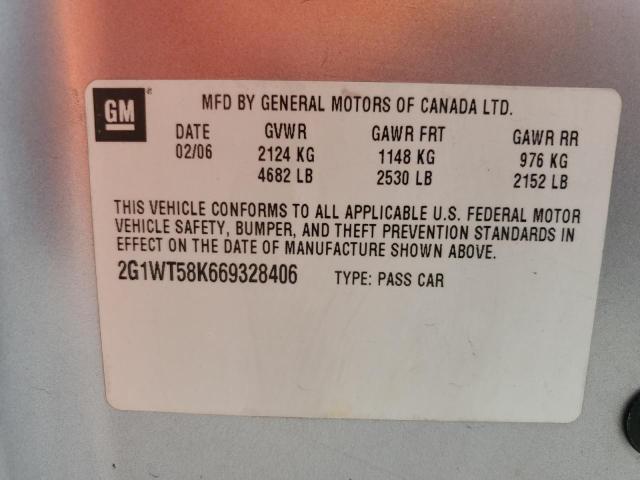 GM ® MFD BY GENERAL MOTORS OF CANADA LTD.
DATE GVWR GAWR FRT GAWR RR
02/06 2124 KG 1148 KG 976 KG
4682 LB 2530 LB 2152 LB
THIS VEHICLE CONFORMS TO ALL APPLICABLE U.S. FEDERAL MOTOR
VEHICLE SAFETY, BUMPER, AND THEFT PREVENTION STANDARDS IN
EFFECT ON THE DATE OF MANUFACTURE SHOWN ABOVE.
2G1WT58K669328406 TYPE: PASS CAR